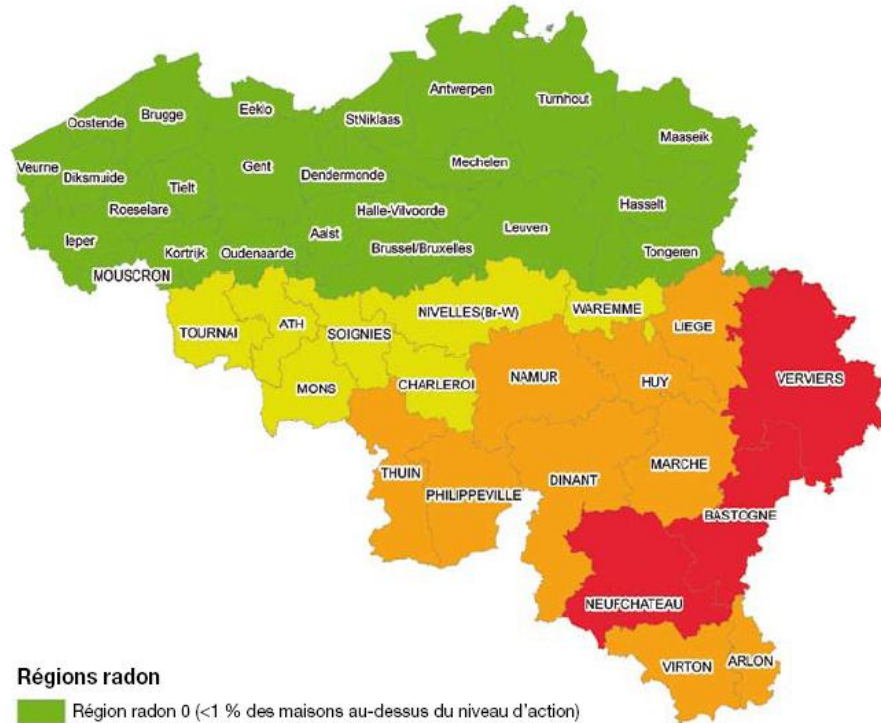 Antwerpen
Turnhout
Eeklo
Brugge
Oostende
StNiklaas
Maaseik
Mechelen
Veurne
Diksmuide
Gent
Dendermonde
Tielt
Hasselt
Roeselare
Halle-Vilvoorde
Leuven
Aalst
Ieper
Kortrijk
Oudenaarde
Brussel/Bruxelles
Tongeren
MOUSCRON
NIVELLES(Br-W)
WAREMME
ATH
TOURNAI
SOIGNIES
LIEGE
MONS
CHARLEROI
NAMUR
HUY
VERVIERS
THUIN
PHILIPPEVILLE
DINANT
MARCHE
BASTOGNE
NEUFCHATEAU
VIRTON
ARLON
Régions radon
Région radon 0 (<1 % des maisons au-dessus du niveau d'action)